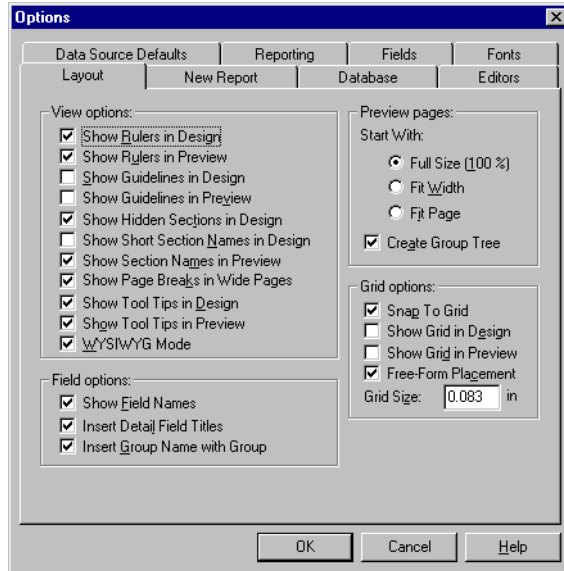 Options
Data Source Defaults Reporting Fields Fonts
Layout New Report Database Editors
View options:
Show Rulers in Design
Show Rulers in Preview
Show Guidelines in Design
Show Guidelines in Preview
Show Hidden Sections in Design
Show Short Section Names in Design
Show Section Names in Preview
Show Page Breaks in Wide Pages
Show Tool Tips in Design
Show Tool Tips in Preview
WYSIWYG Mode
Field options:
Show Field Names
Insert Detail Field Titles
Insert Group Name with Group
Preview pages:
Start With:
Full Size (100 %)
Fit Width
Fit Page
Create Group Tree
Grid options:
Snap To Grid
Show Grid in Design
Show Grid in Preview
Free-Form Placement
Grid Size: 0.083 in
OK Cancel Help